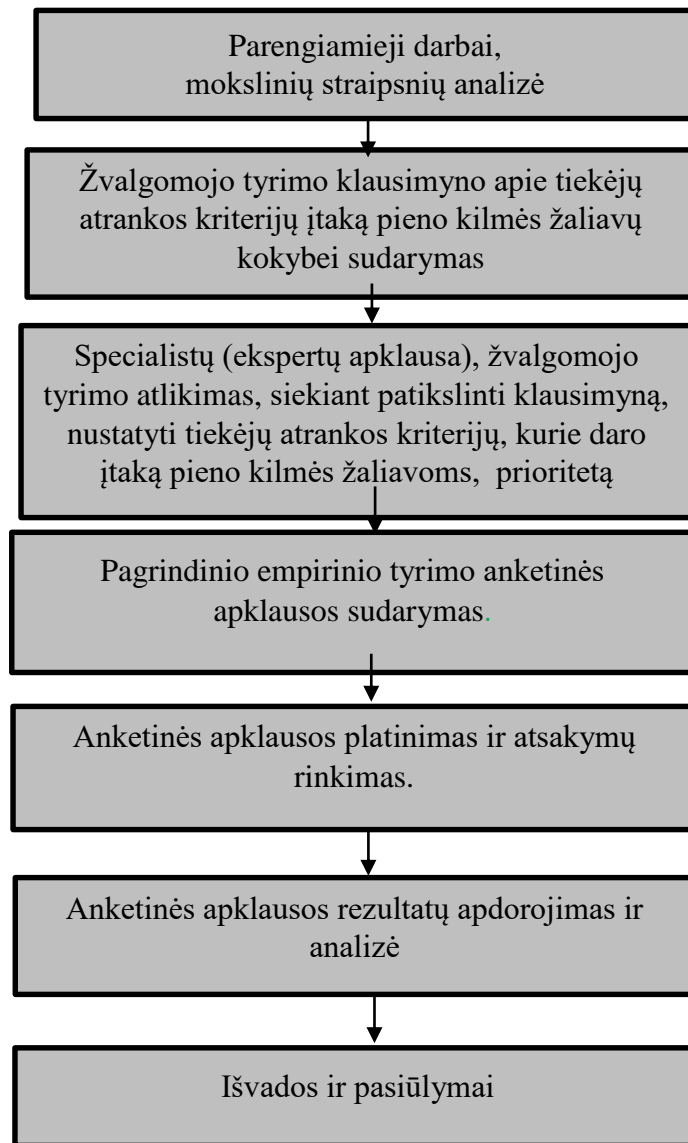 Parengiamieji darbai,
mokslinių straipsnių analizė
Žvalgomojo tyrimo klausimyno apie tiekėjų
atrankos kriterijų įtaką pieno kilmės žaliavų
kokybei sudarymas
Specialistų (ekspertų apklausa), žvalgomojo
tyrimo atlikimas, siekiant patikslinti klausimyną,
nustatyti tiekėjų atrankos kriterijų, kurie daro
įtaką pieno kilmės žaliavoms, prioritetą
Pagrindinio empirinio tyrimo anketinės
apklausos sudarymas.
Anketinės apklausos platinimas ir atsakymų
rinkimas.
Anketinės apklausos rezultatų apdorojimas ir
analizė
Išvados ir pasiūlymai